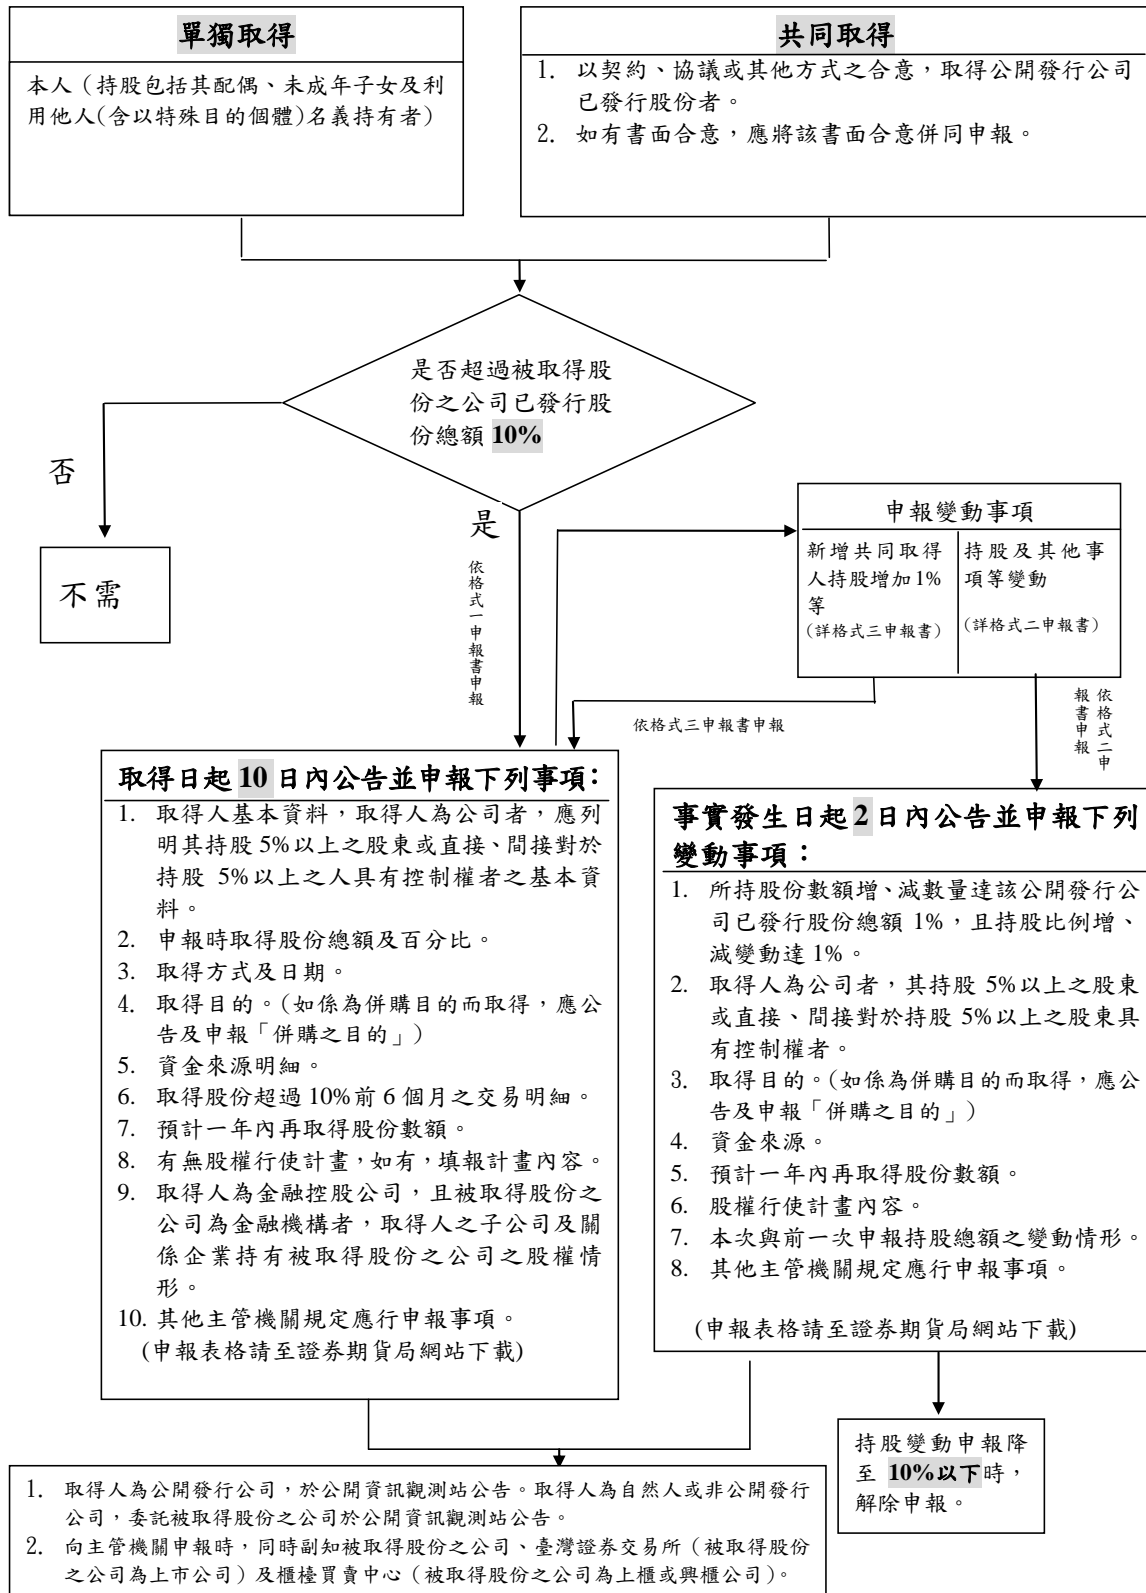 單獨取得
本人（持股包括其配偶、未成年子女及利
用他人(含以特殊目的個體)名義持有者）
共同取得
1. 以契約、協議或其他方式之合意，取得公開發行公司
已發行股份者。
2. 如有書面合意，應將該書面合意併同申報。
是否超過被取得股
份之公司已發行股
份總額 10%
否
不需
是
依格式一申報書申報
申報變動事項
新增共同取得
人持股增加1%
等
(詳格式三申報書)
持股及其他事
項等變動
(詳格式二申報書)
依格式三申報書申報
依格式二申
報書申報
取得日起 10 日內公告並申報下列事項：
1. 取得人基本資料，取得人為公司者，應列
明其持股 5%以上之股東或直接、間接對於
持股 5%以上之人具有控制權者之基本資
料。
2. 申報時取得股份總額及百分比。
3. 取得方式及日期。
4. 取得目的。(如係為併購目的而取得，應公
告及申報「併購之目的」）
5. 資金來源明細。
6. 取得股份超過 10%前 6 個月之交易明細。
7. 預計一年內再取得股份數額。
8. 有無股權行使計畫，如有，填報計畫內容。
9. 取得人為金融控股公司，且被取得股份之
公司為金融機構者，取得人之子公司及關
係企業持有被取得股份之公司之股權情
形。
10. 其他主管機關規定應行申報事項。
(申報表格請至證券期貨局網站下載)
事實發生日起 2 日內公告並申報下列
變動事項：
1. 所持股份數額增、減數量達該公開發行公
司已發行股份總額 1%，且持股比例增、
減變動達 1%。
2. 取得人為公司者，其持股 5%以上之股東
或直接、間接對於持股 5%以上之股東具
有控制權者。
3. 取得目的。(如係為併購目的而取得，應公
告及申報「併購之目的」）
4. 資金來源。
5. 預計一年內再取得股份數額。
6. 股權行使計畫內容。
7. 本次與前一次申報持股總額之變動情形。
8. 其他主管機關規定應行申報事項。
(申報表格請至證券期貨局網站下載)
持股變動申報降
至 10%以下時，
解除申報。
1. 取得人為公開發行公司，於公開資訊觀測站公告。取得人為自然人或非公開發行
公司，委託被取得股份之公司於公開資訊觀測站公告。
2. 向主管機關申報時，同時副知被取得股份之公司、臺灣證券交易所（被取得股份
之公司為上市公司）及櫃檯買賣中心（被取得股份之公司為上櫃或興櫃公司）。